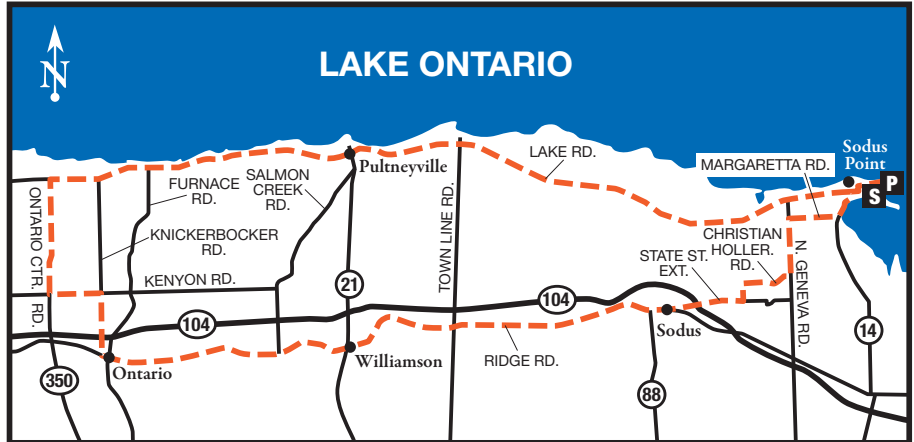 N
LAKE ONTARIO
Sodus
Point
LAKE RD.
MARGARETTA RD.
P
S
Pultneyville
SALMON
CREEK
RD.
FURNACE
RD.
KNICKERBOCKER
RD.
ONTARIO CTR. RD.
TOWN LINE RD.
CHRISTIAN
HOLLER.
RD.
STATE ST.
EXT.
N. GENEVA RD.
KENYON RD.
21
104
104
14
Sodus
Williamson
RIDGE RD.
Ontario
350
88